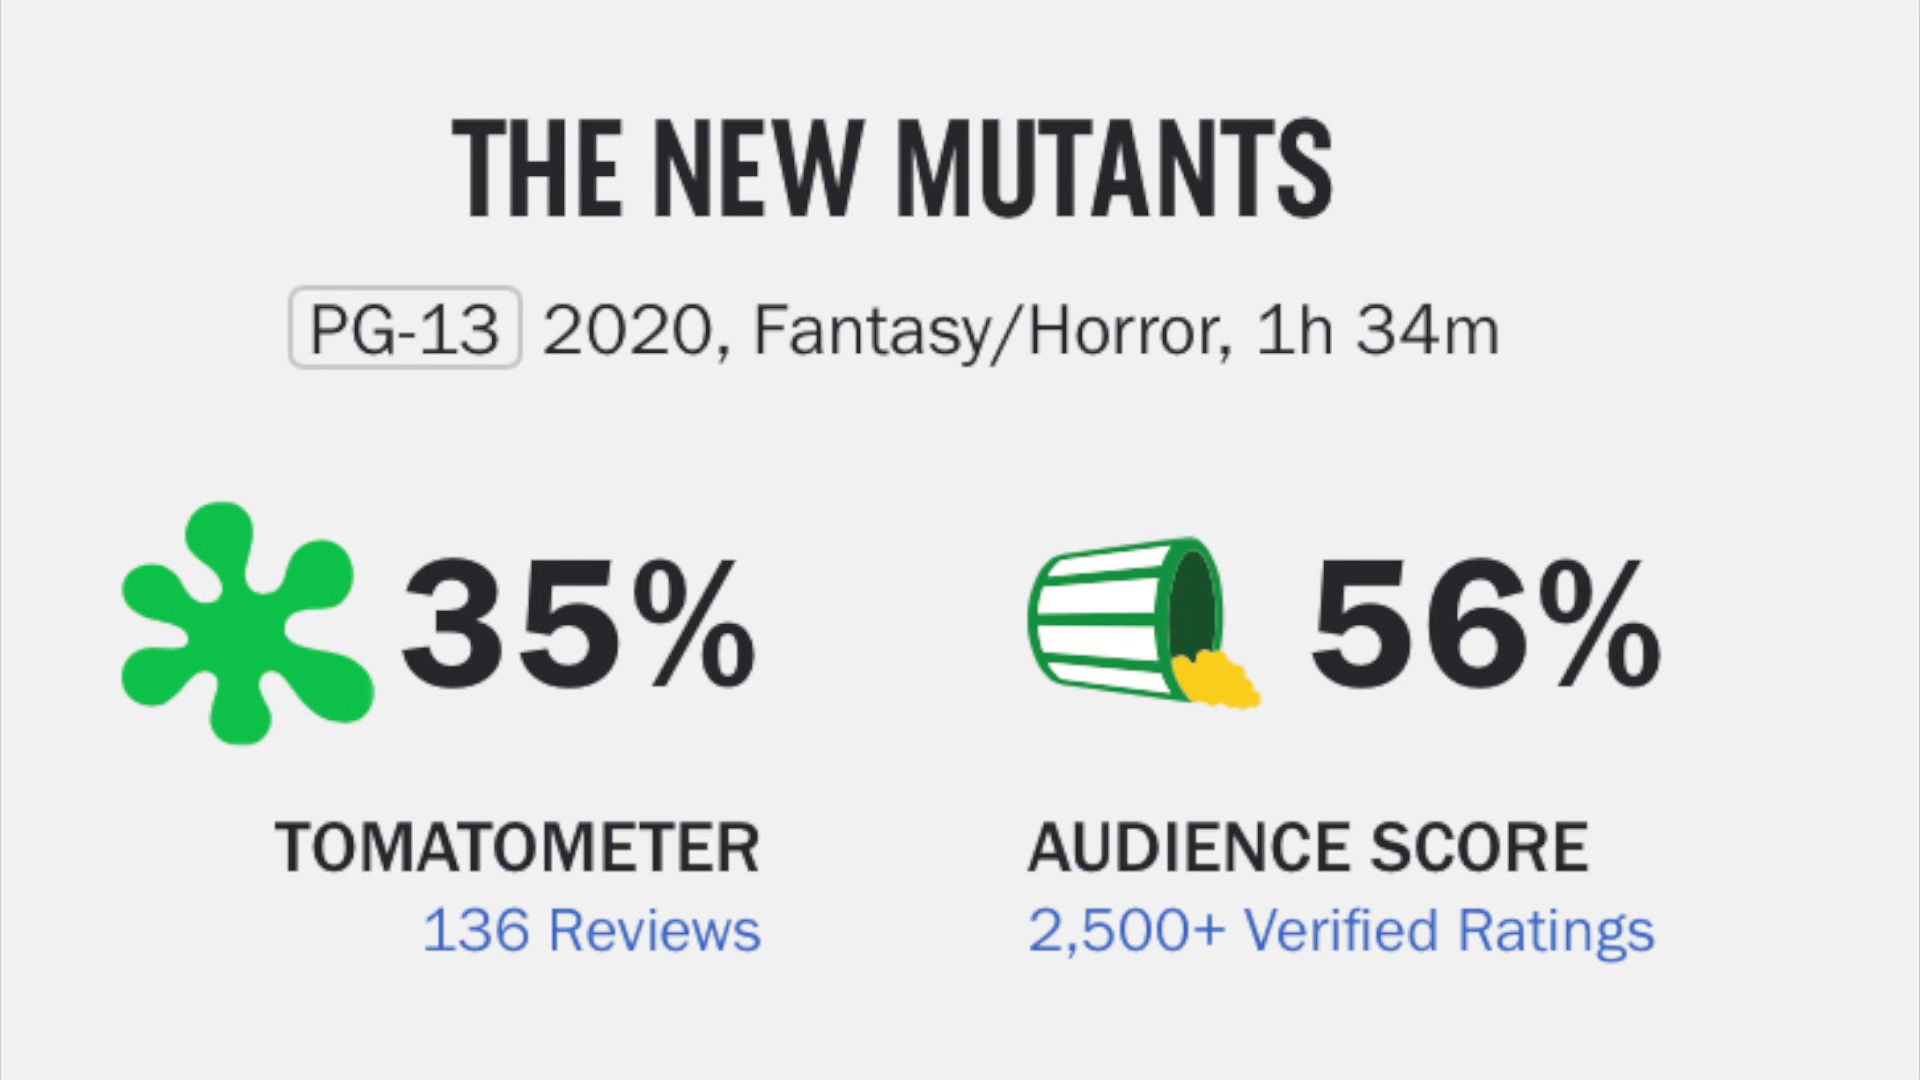 THE NEW MUTANTS
PG-13 2020, Fantasy/Horror, 1h 34m
35% 56%
TOMATOMETER AUDIENCE SCORE
136 Reviews 2,500+ Verified Ratings